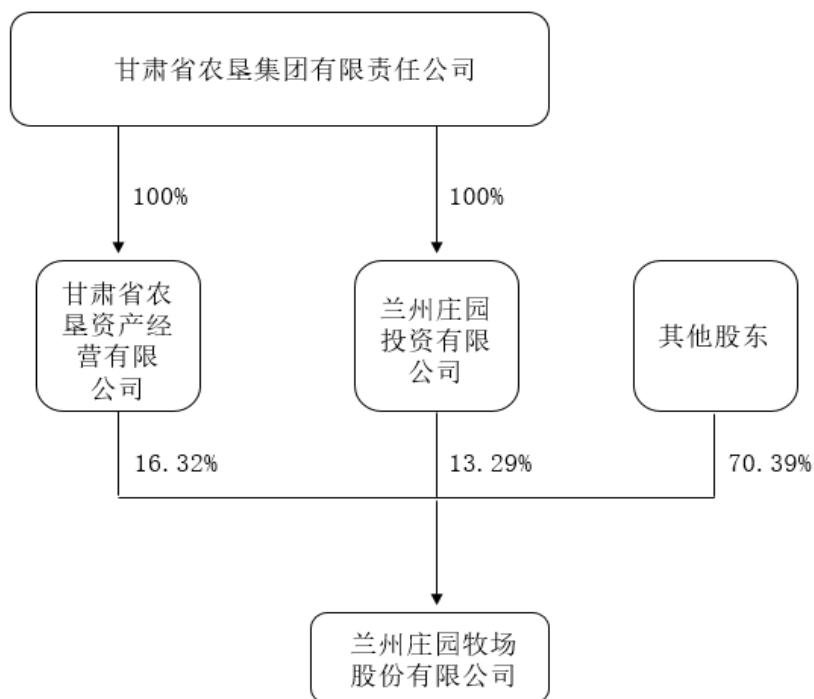 甘肃省农垦集团有限责任公司
100%
100%
甘肃省农
垦资产经
营有限
公司
兰州庄园
投资有限
公司
其他股东
16.32%
13.29%
70.39%
兰州庄园牧场
股份有限公司